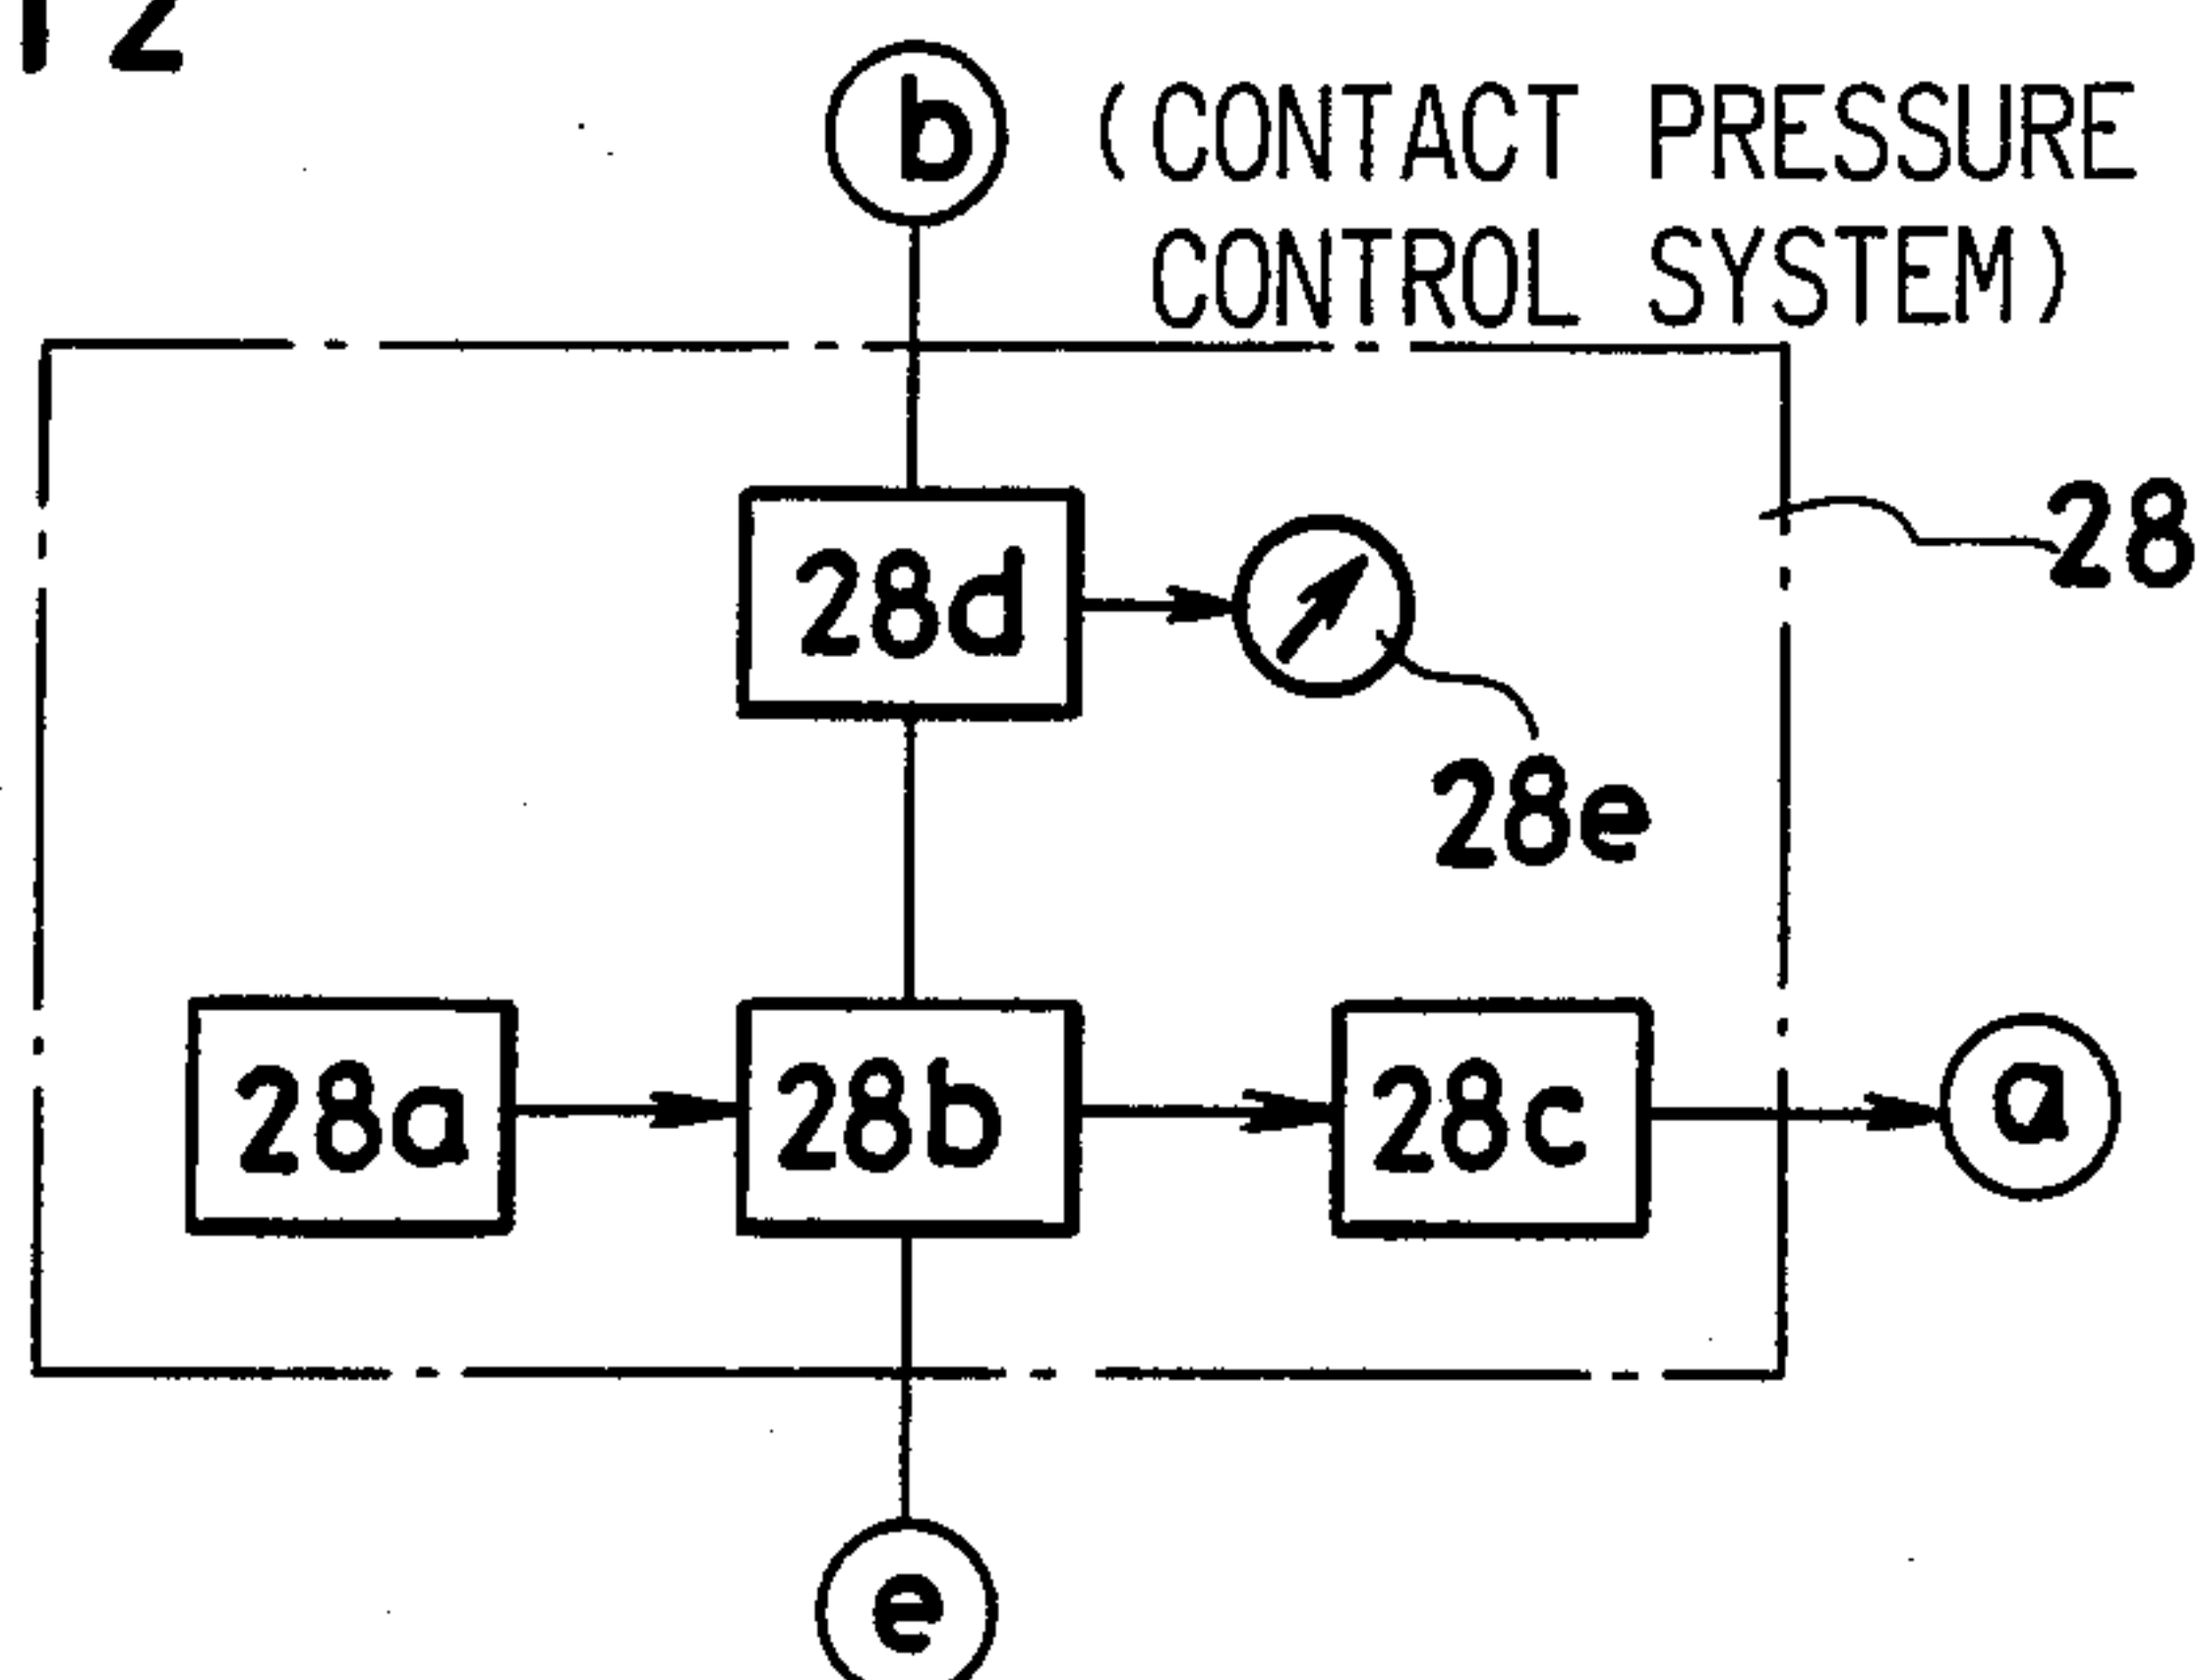 12
b (CONTACT PRESSURE
CONTROL SYSTEM)
28
28d
28e
28a 28b 28c a
e